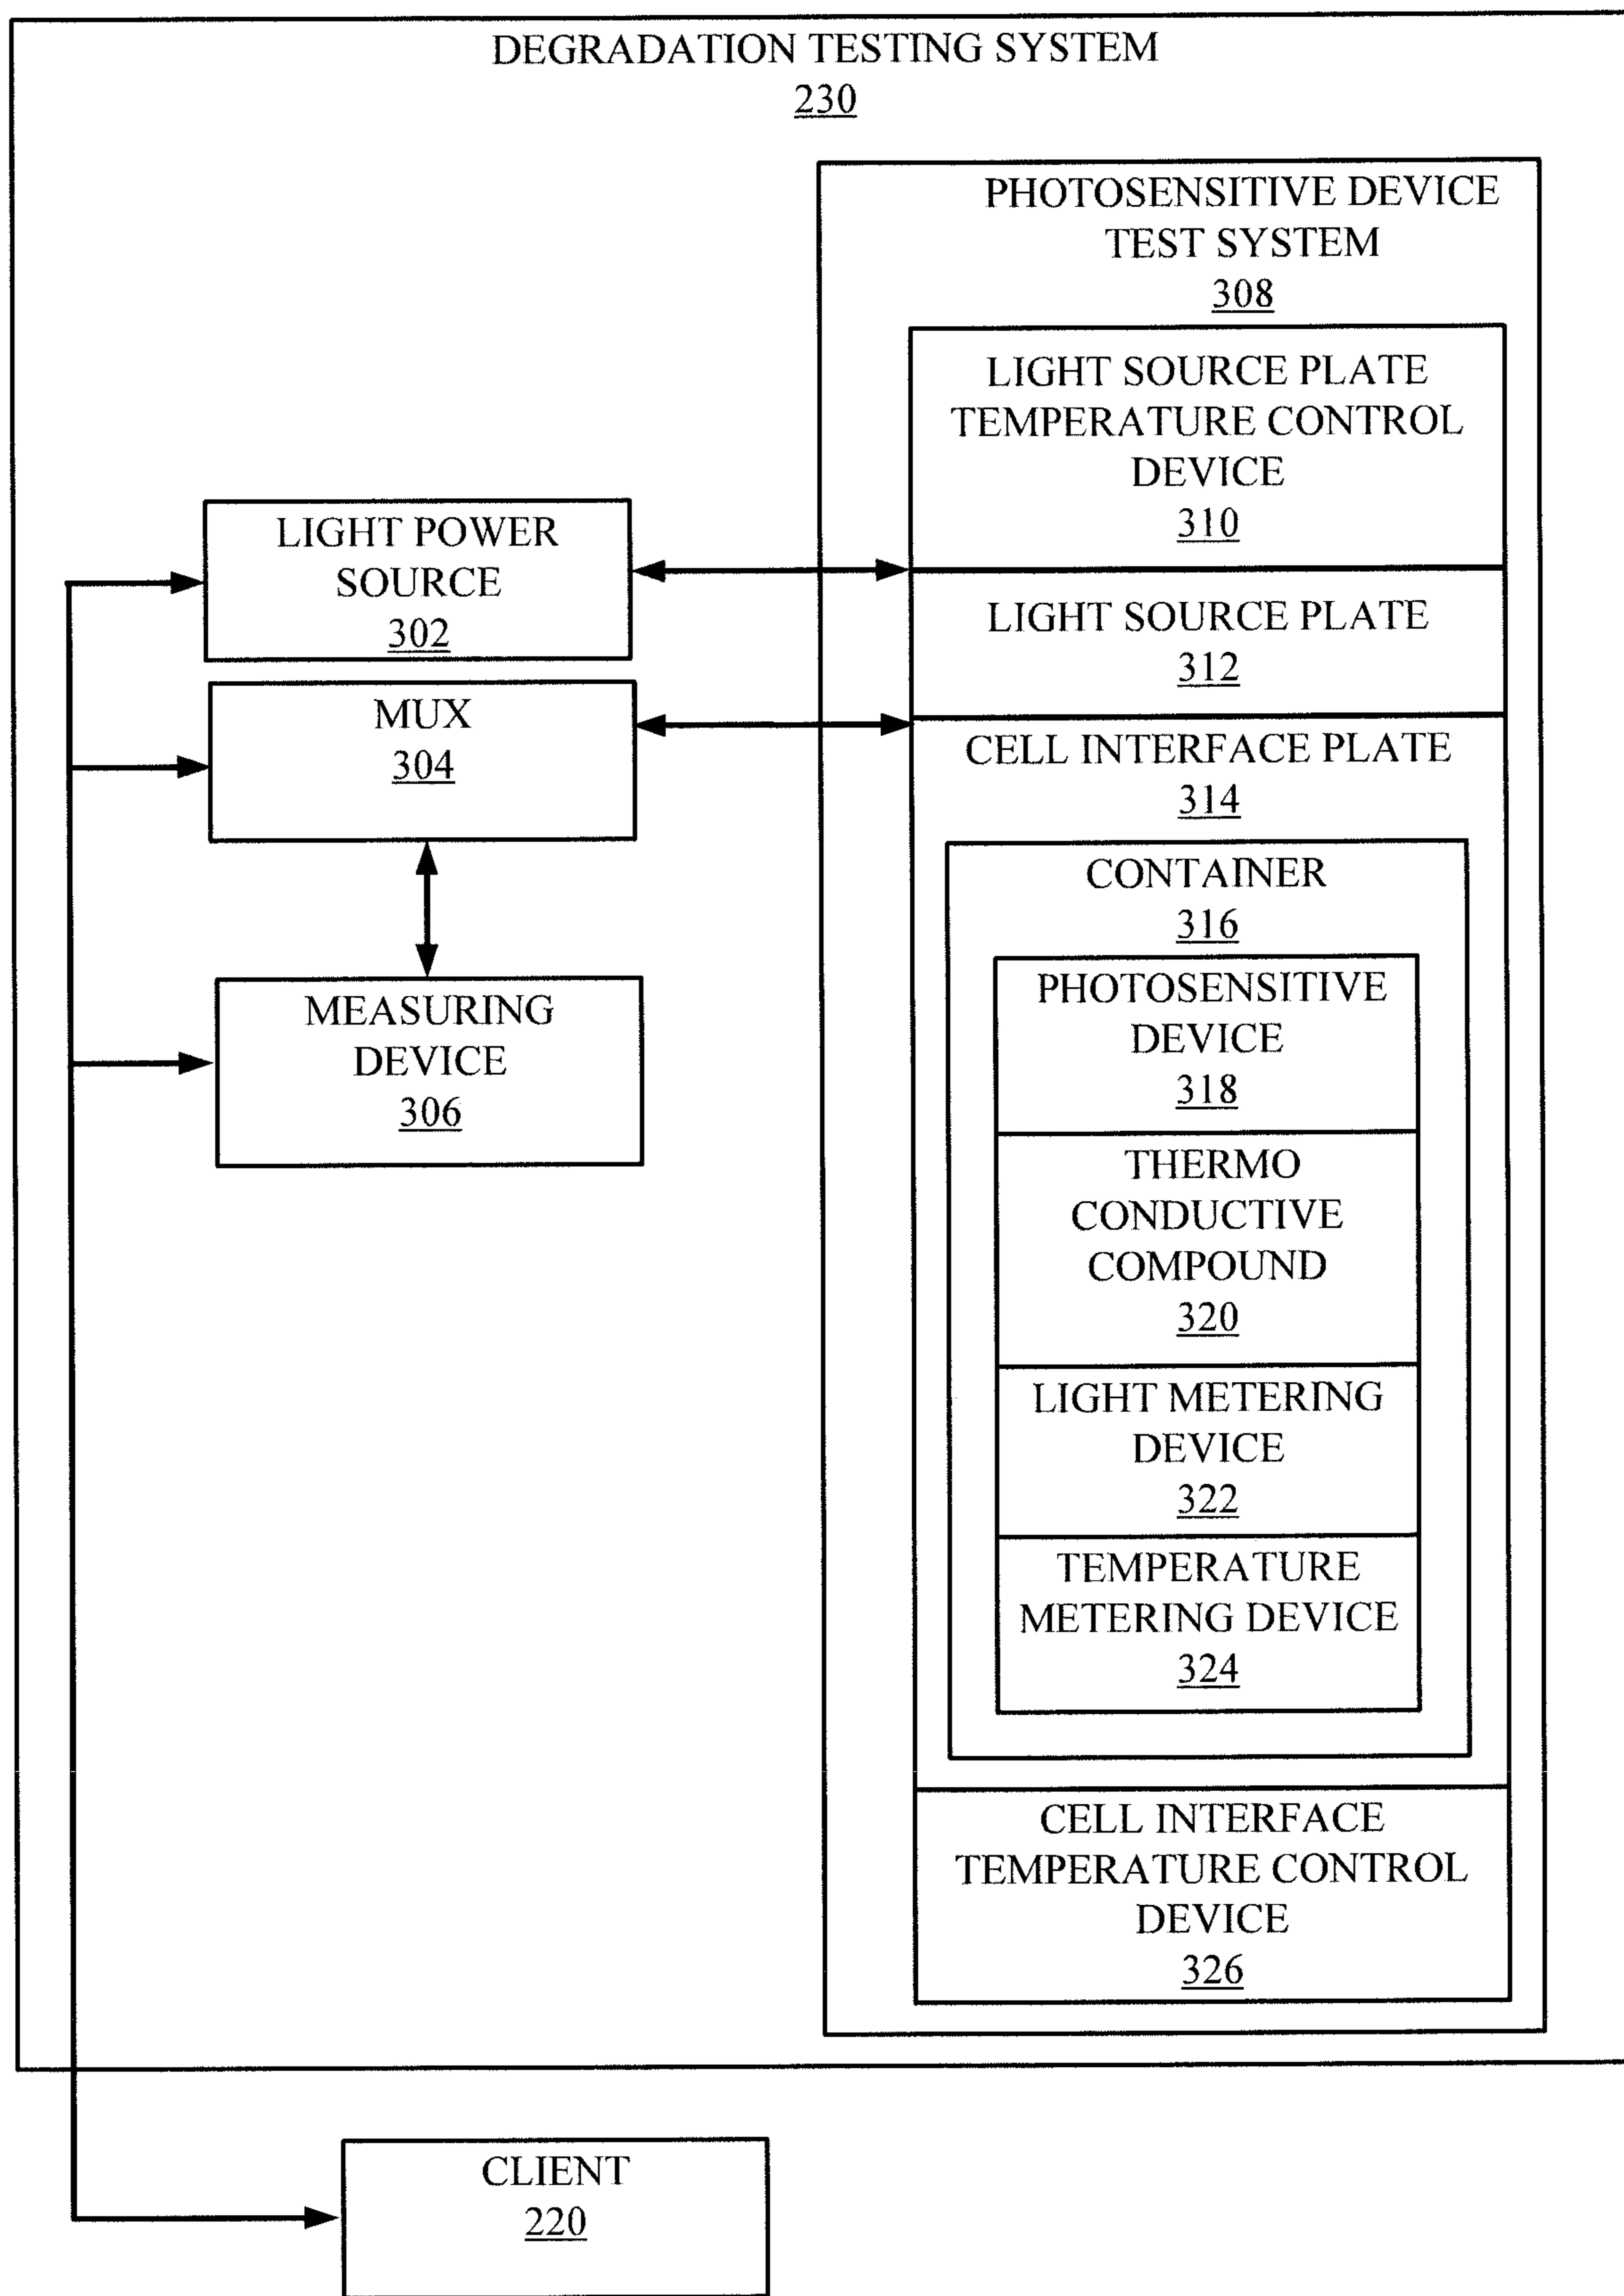 DEGRADATION TESTING SYSTEM
230
PHOTOSENSITIVE DEVICE
TEST SYSTEM
308
LIGHT SOURCE PLATE
TEMPERATURE CONTROL
DEVICE
310
LIGHT POWER
SOURCE
302
LIGHT SOURCE PLATE
312
MUX
304
CELL INTERFACE PLATE
314
CONTAINER
316
MEASURING
DEVICE
306
PHOTOSENSITIVE
DEVICE
318
THERMO
CONDUCTIVE
COMPOUND
320
LIGHT METERING
DEVICE
322
TEMPERATURE
METERING DEVICE
324
CELL INTERFACE
TEMPERATURE CONTROL
DEVICE
326
CLIENT
220